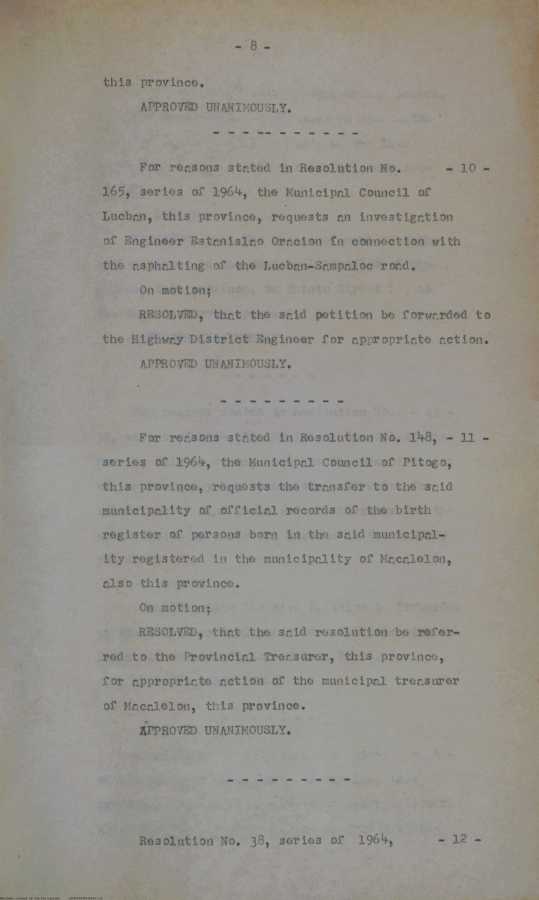 - 8 -
this province.
APPROVED UNANIMOUSLY.
- - - - - - - - - - -
For reasons stated in Resolution No. - 10 -
165, series of 1964, the Municipal Council of
Lucban, this province, requests an investigation
of Engineer Estanislao Oracion in connection with
the asphalting of the Lucban-Sampaloc road.
On motion;
RESOLVED, that the said petition be forwarded to
the Highway District Engineer for appropriate action.
APPROVED UNANIMOUSLY.
- - - - - - - - -
For reasons stated in Resolution No. 148, - 11 -
series of 1964, the Municipal Council of Pitogo,
this province, requests the transfer to the said
municipality of official records of the birth
register of persons born in the said municipal-
ity registered in the municipality of Macalelon,
also this province.
On motion;
RESOLVED, that the said resolution be refer-
red to the Provincial Treasurer, this province,
for appropriate action of the municipal treasurer
of Macalelon, this province.
APPROVED UNANIMOUSLY.
- - - - - - - - -
Resolution No. 38, series of 1964, - 12 -